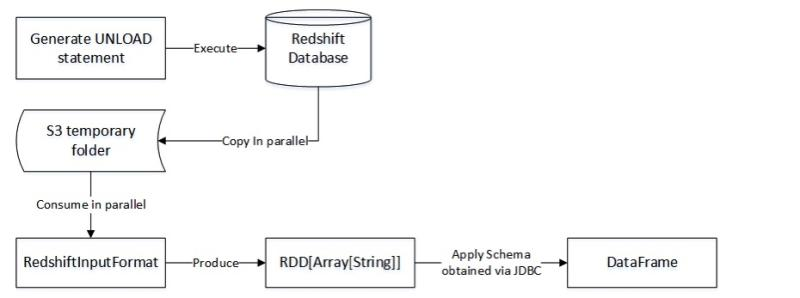 Generate UNLOAD
statement
Execute
Redshift
Database
S3 temporary
folder
Copy In parallel
Consume in parallel
RedshiftInputFormat
Produce
RDD[Array[String]]
Apply Schema
obtained via JDBC
DataFrame